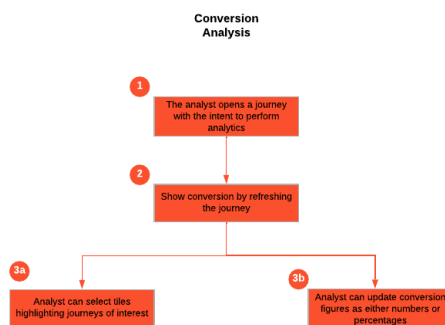 Conversion
Analysis
1
The analyst opens a journey
with the intent to perform
analytics
2
Show conversion by refreshing
the journey
3a
Analyst can select tiles
highlighting journeys of interest
3b
Analyst can update conversion
figures as either numbers or
percentages